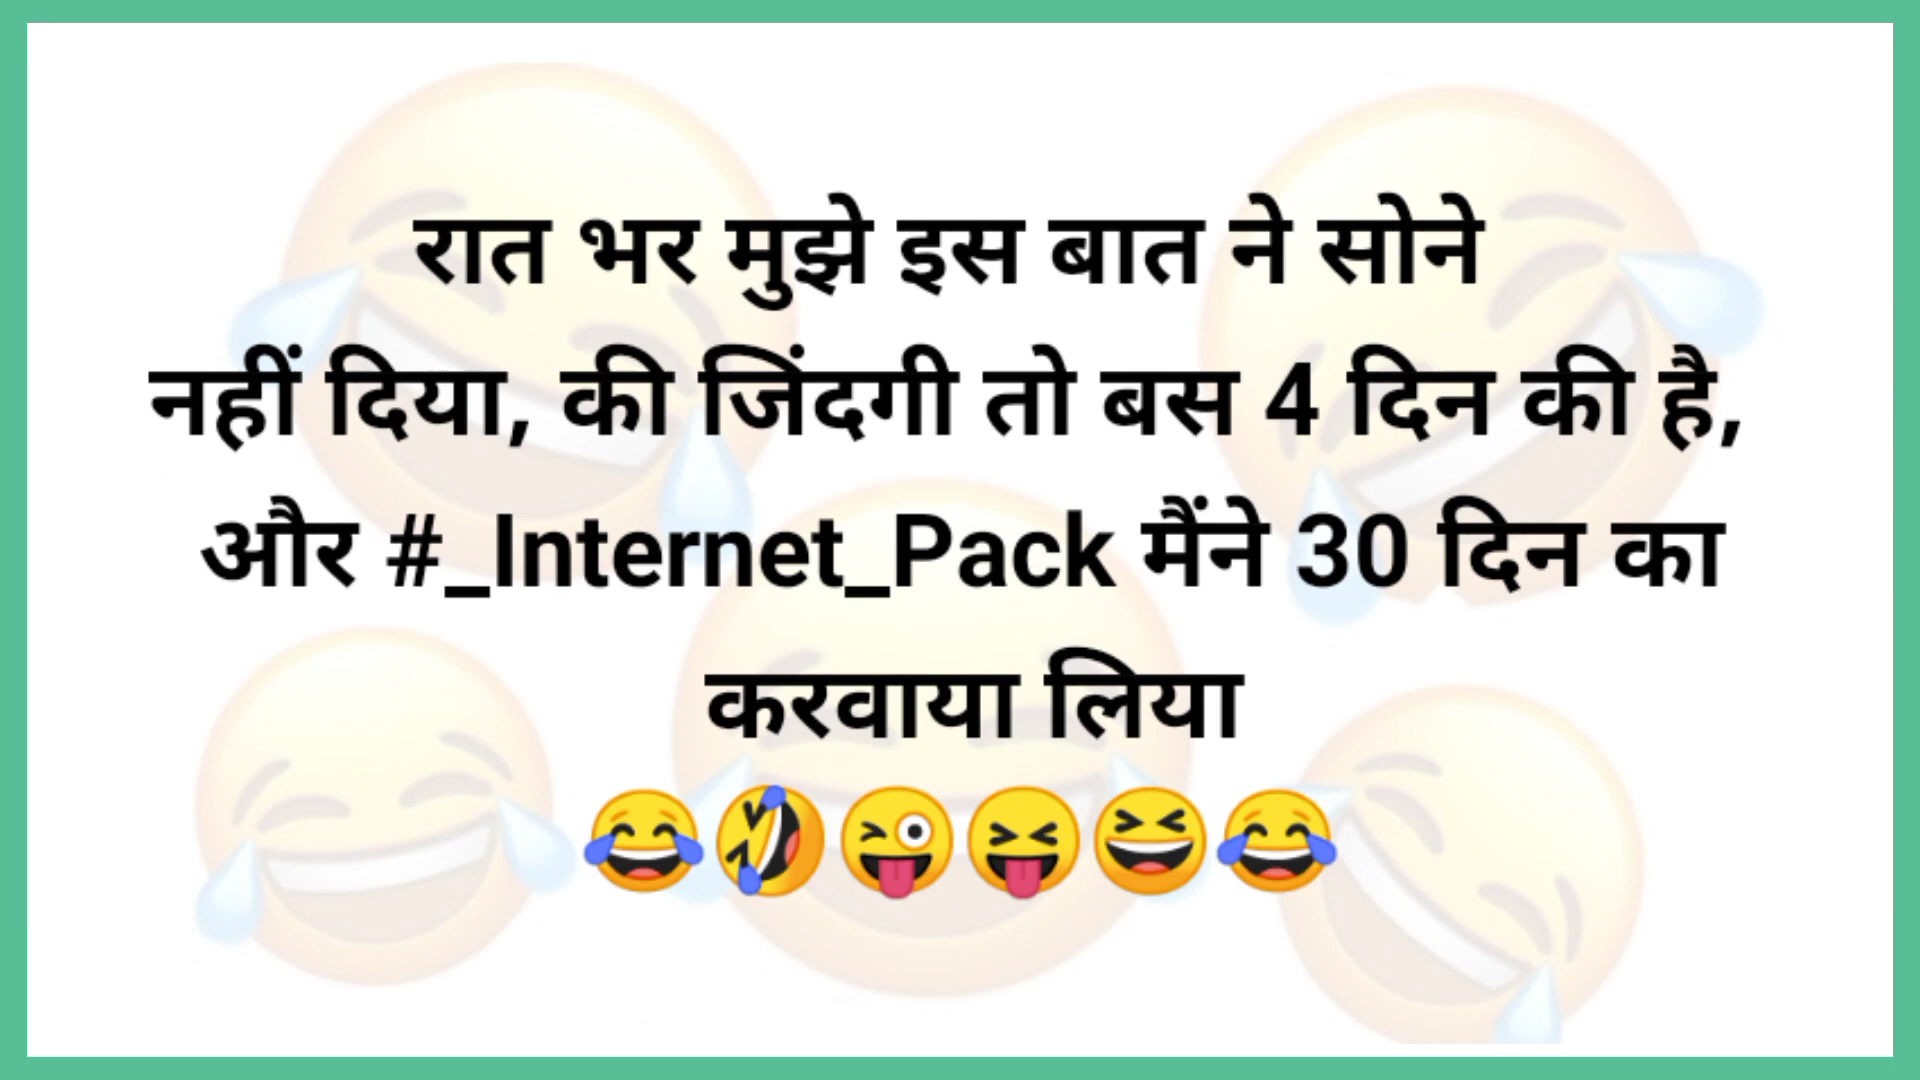 रात भर मुझे इस बात ने सोने
नहीं दिया, की जिंदगी तो बस 4 दिन की है,
और #_Internet_Pack मैंने 30 दिन का
करवाया लिया
😂🤣😜😝😆😂